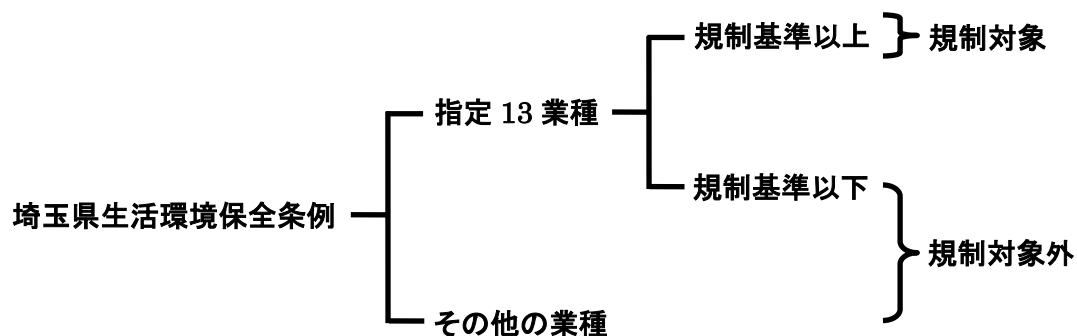 規制基準以上
規制対象
指定 13 業種
規制基準以下
埼玉県生活環境保全条例
規制対象外
その他の業種